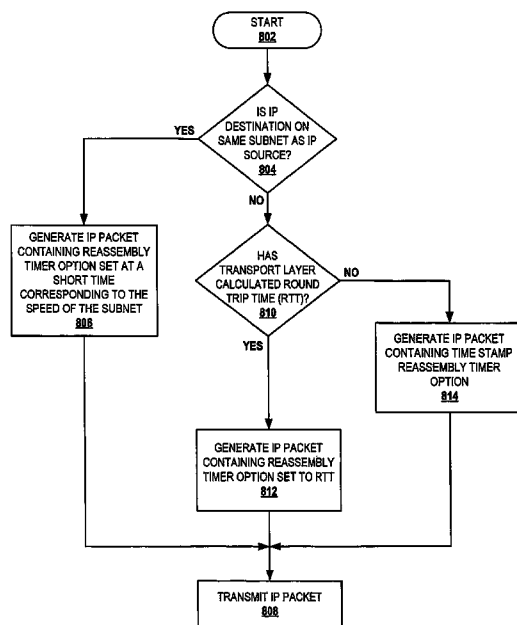 START
802
IS IP
DESTINATION ON
SAME SUBNET AS IP
SOURCE?
804
YES
NO
GENERATE IP PACKET
CONTAINING REASSEMBLY
TIMER OPTION SET AT A
SHORT TIME
CORRESPONDING TO THE
SPEED OF THE SUBNET
806
HAS
TRANSPORT LAYER
CALCULATED ROUND
TRIP TIME (RTT)?
810
NO
YES
GENERATE IP PACKET
CONTAINING TIME STAMP
REASSEMBLY TIMER
OPTION
814
GENERATE IP PACKET
CONTAINING REASSEMBLY
TIMER OPTION SET TO RTT
812
TRANSMIT IP PACKET
808